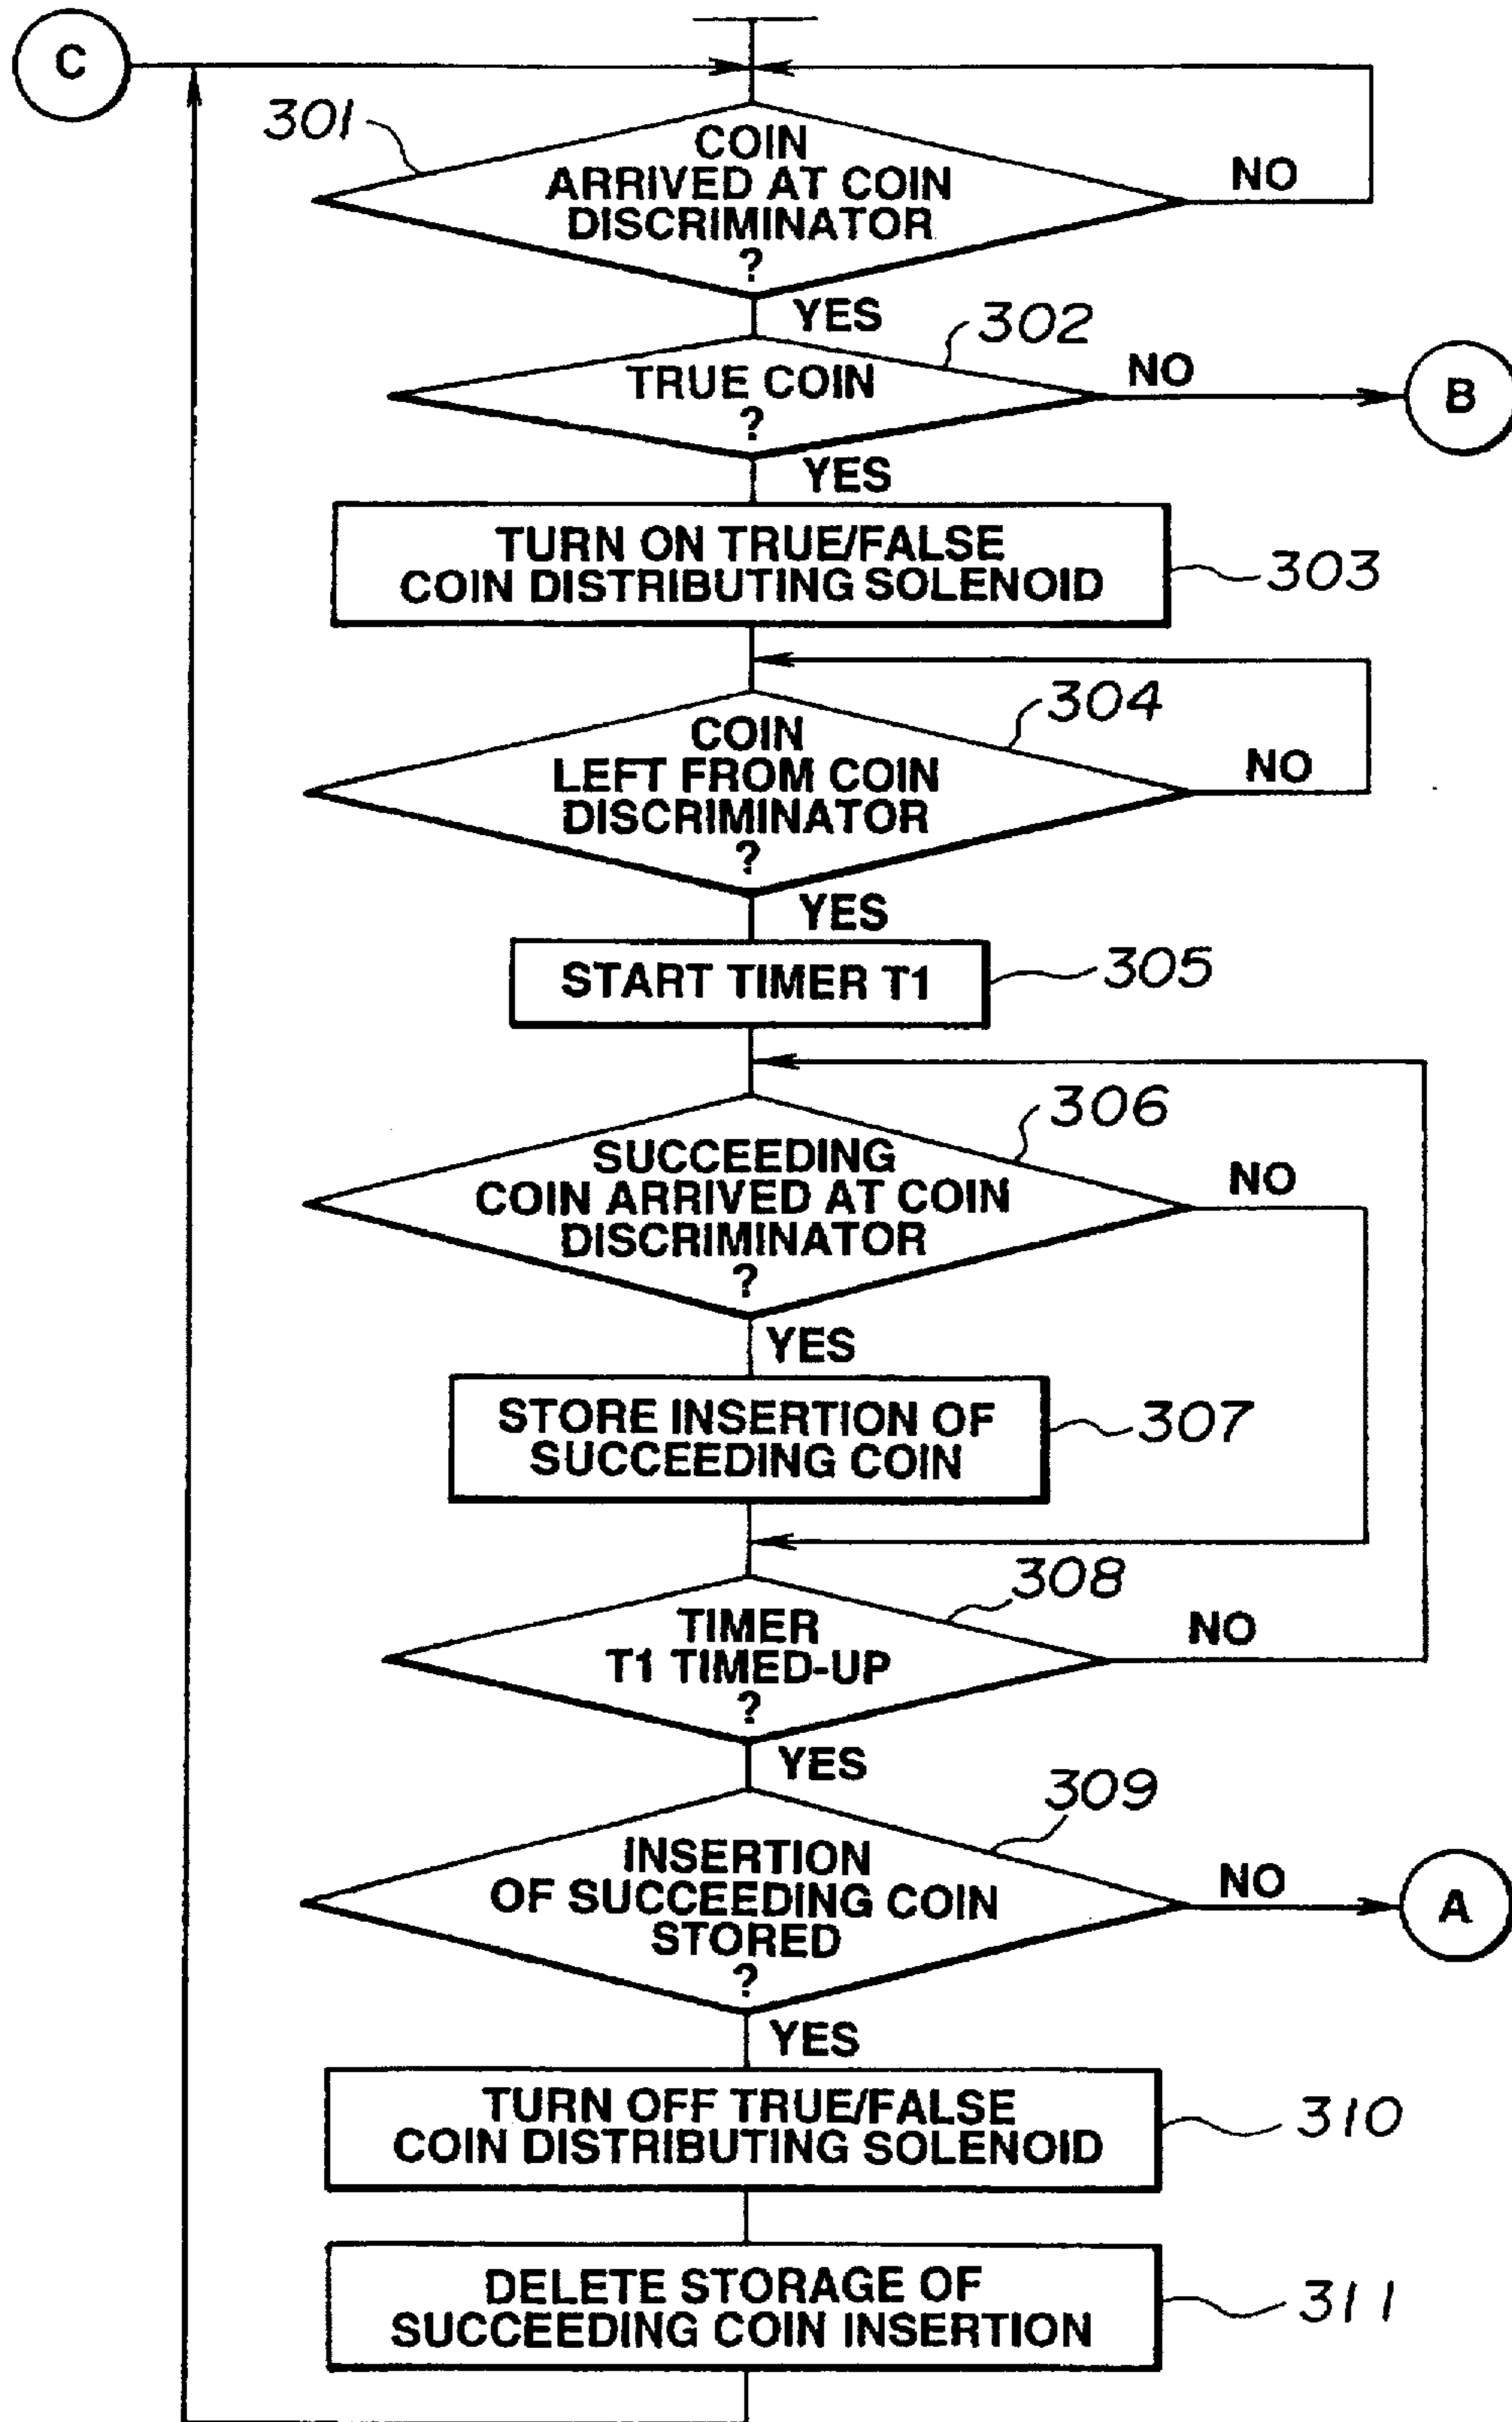 C
301
COIN
ARRIVED AT COIN
DISCRIMINATOR
?
NO
YES
302
TRUE COIN
?
NO
B
YES
TURN ON TRUE/FALSE
COIN DISTRIBUTING SOLENOID
303
304
COIN
LEFT FROM COIN
DISCRIMINATOR
?
NO
YES
START TIMER T1
305
306
SUCCEEDING
COIN ARRIVED AT COIN
DISCRIMINATOR
?
NO
YES
STORE INSERTION OF
SUCCEEDING COIN
307
308
TIMER
T1 TIMED-UP
?
NO
YES
309
INSERTION
OF SUCCEEDING COIN
STORED
?
NO
A
YES
TURN OFF TRUE/FALSE
COIN DISTRIBUTING SOLENOID
310
DELETE STORAGE OF
SUCCEEDING COIN INSERTION
311